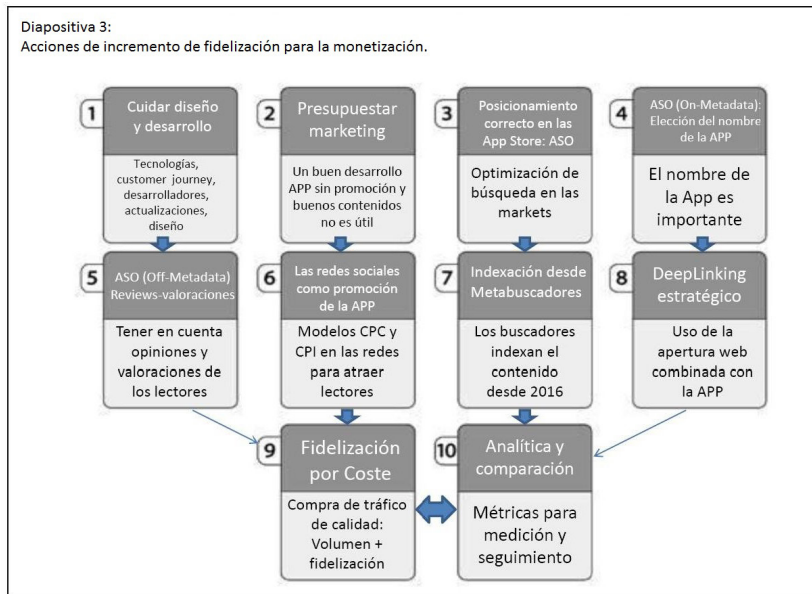 Diapositiva 3:
Acciones de incremento de fidelización para la monetización.
1
Cuidar diseño
y desarrollo
Tecnologías,
customer journey,
desarrolladores,
actualizaciones,
diseño
2
Presupuestar
marketing
Un buen desarrollo
APP sin promoción y
buenos contenidos
no es útil
3
Posicionamiento
correcto en las
App Store: ASO
Optimización de
búsqueda en las
markets
4
ASO (On-Metadata):
Elección del nombre
de la APP
El nombre de
la App es
importante
5
ASO (Off-Metadata)
Reviews-valoraciones
Tener en cuenta
opiniones y
valoraciones de
los lectores
6
Las redes sociales
como promoción
de la APP
Modelos CPC y
CPI en las redes
para atraer
lectores
7
Indexación desde
Metabuscadores
Los buscadores
indexan el
contenido
desde 2016
8
DeepLinking
estratégico
Uso de la
apertura web
combinada con
la APP
9
Fidelización
por Coste
Compra de tráfico
de calidad:
Volumen +
fidelización
10
Analítica y
comparación
Métricas para
medición y
seguimiento